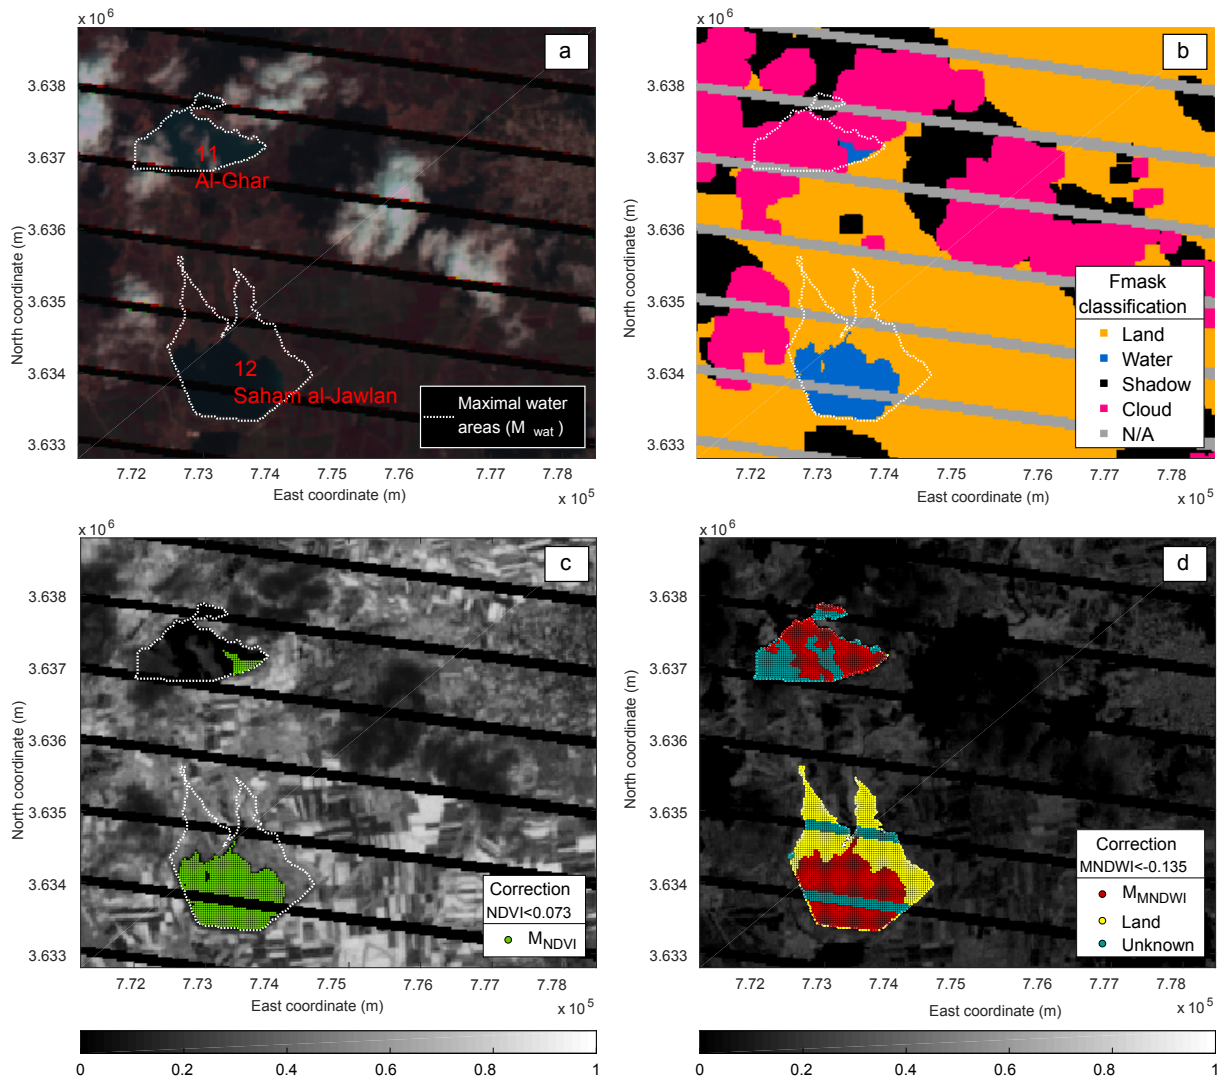 x 10^6
a
3.638
3.637
3.636
3.635
3.634
3.633
North coordinate (m)
11
Al-Ghar
12
Saham al-Jawlan
Maximal water
areas (M_wat)
7.72 7.73 7.74 7.75 7.76 7.77 7.78
East coordinate (m)
x 10^5
x 10^6
b
3.638
3.637
3.636
3.635
3.634
3.633
North coordinate (m)
Fmask
classification
Land
Water
Shadow
Cloud
N/A
7.72 7.73 7.74 7.75 7.76 7.77 7.78
East coordinate (m)
x 10^5
x 10^6
c
3.638
3.637
3.636
3.635
3.634
3.633
North coordinate (m)
Correction
NDVI<0.073
M_NDVI
7.72 7.73 7.74 7.75 7.76 7.77 7.78
East coordinate (m)
x 10^5
0 0.2 0.4 0.6 0.8 1
x 10^6
d
3.638
3.637
3.636
3.635
3.634
3.633
North coordinate (m)
Correction
MNDWI<-0.135
M_MNDWI
Land
Unknown
7.72 7.73 7.74 7.75 7.76 7.77 7.78
East coordinate (m)
x 10^5
0 0.2 0.4 0.6 0.8 1